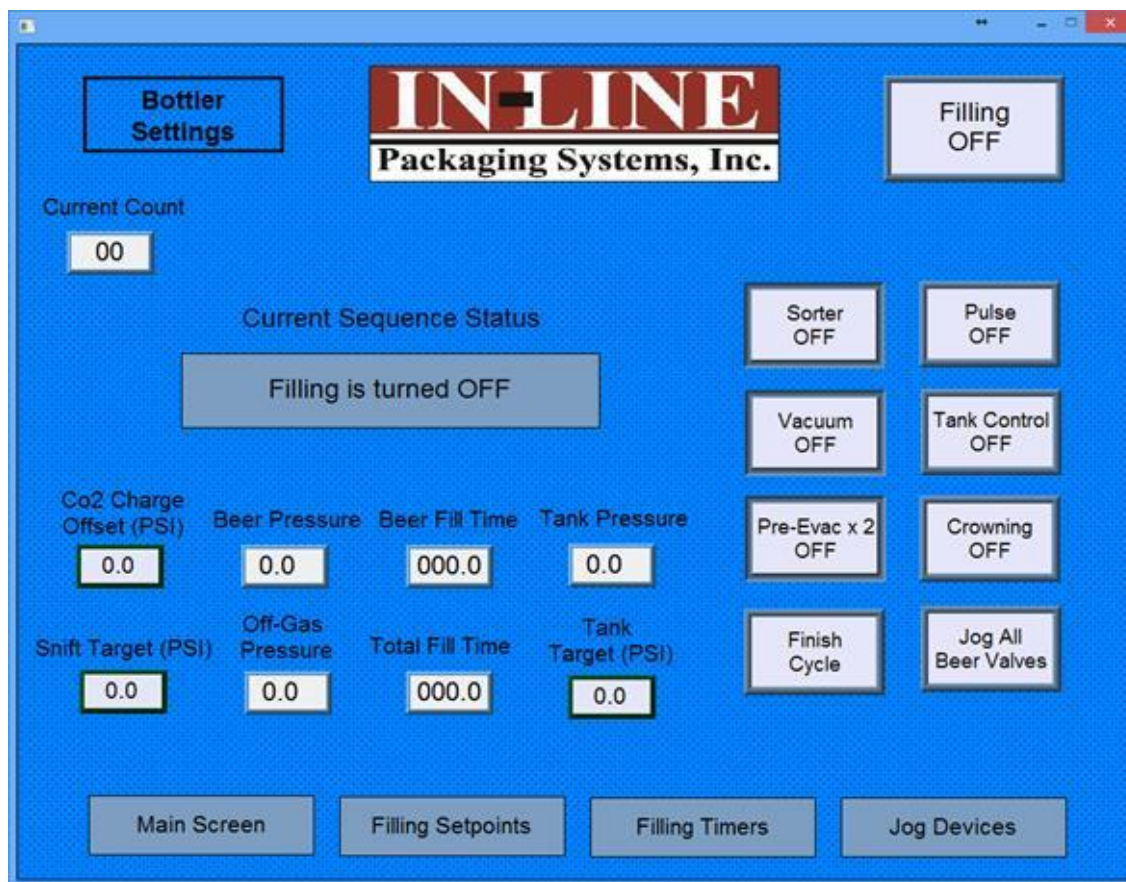 Bottler
Settings
IN-LINE
Packaging Systems, Inc.
Filling
OFF
Current Count
00
Current Sequence Status
Filling is turned OFF
Sorter
OFF
Pulse
OFF
Vacuum
OFF
Tank Control
OFF
Co2 Charge
Offset (PSI)
0.0
Beer Pressure
0.0
Beer Fill Time
000.0
Tank Pressure
0.0
Pre-Evac x 2
OFF
Crowning
OFF
Snift Target (PSI)
0.0
Off-Gas
Pressure
0.0
Total Fill Time
000.0
Tank
Target (PSI)
0.0
Finish
Cycle
Jog All
Beer Valves
Main Screen
Filling Setpoints
Filling Timers
Jog Devices